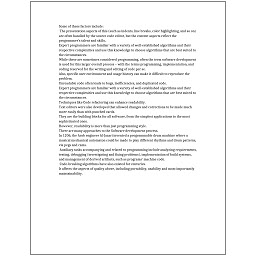 Some of these factors include:
The presentation aspects of this (such as indents, line breaks, color highlighting, and so on)
are often handled by the source code editor, but the content aspects reflect the
programmer's talent and skills.
Expert programmers are familiar with a variety of well-established algorithms and their
respective complexities and use this knowledge to choose algorithms that are best suited to
the circumstances.
While these are sometimes considered programming, often the term software development
is used for this larger overall process – with the terms programming, implementation, and
coding reserved for the writing and editing of code per se.
Also, specific user environment and usage history can make it difficult to reproduce the
problem.
Unreadable code often leads to bugs, inefficiencies, and duplicated code.
Expert programmers are familiar with a variety of well-established algorithms and their
respective complexities and use this knowledge to choose algorithms that are best suited to
the circumstances.
Techniques like Code refactoring can enhance readability.
Text editors were also developed that allowed changes and corrections to be made much
more easily than with punched cards.
They are the building blocks for all software, from the simplest applications to the most
sophisticated ones.
However, readability is more than just programming style.
There are many approaches to the Software development process.
In 1206, the Arab engineer Al-Jazari invented a programmable drum machine where a
musical mechanical automaton could be made to play different rhythms and drum patterns,
via pegs and cams.
Auxiliary tasks accompanying and related to programming include analyzing requirements,
testing, debugging (investigating and fixing problems), implementation of build systems,
and management of derived artifacts, such as programs' machine code.
Code-breaking algorithms have also existed for centuries.
It affects the aspects of quality above, including portability, usability and most importantly
maintainability.